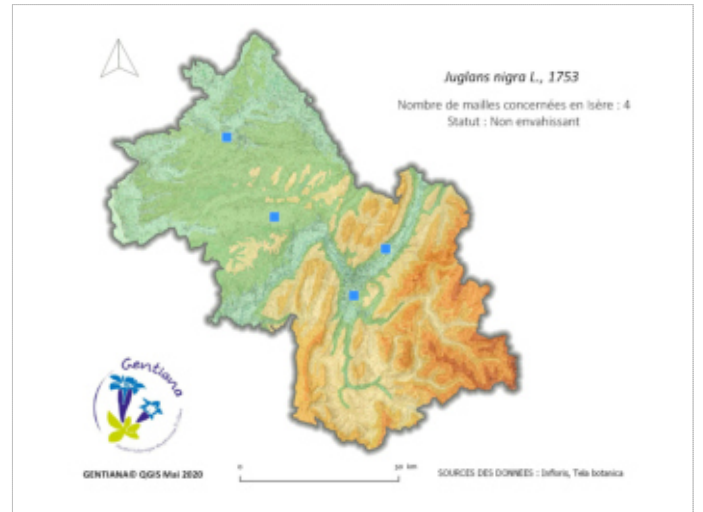 Juglans nigra L., 1753
Nombre de mailles concernées en Isère : 4
Statut : Non envahissant
Gentiana
GENTIANA© QGIS Mai 2020
0
km
SOURCES DES DONNEES : Infloris, Tela botanica